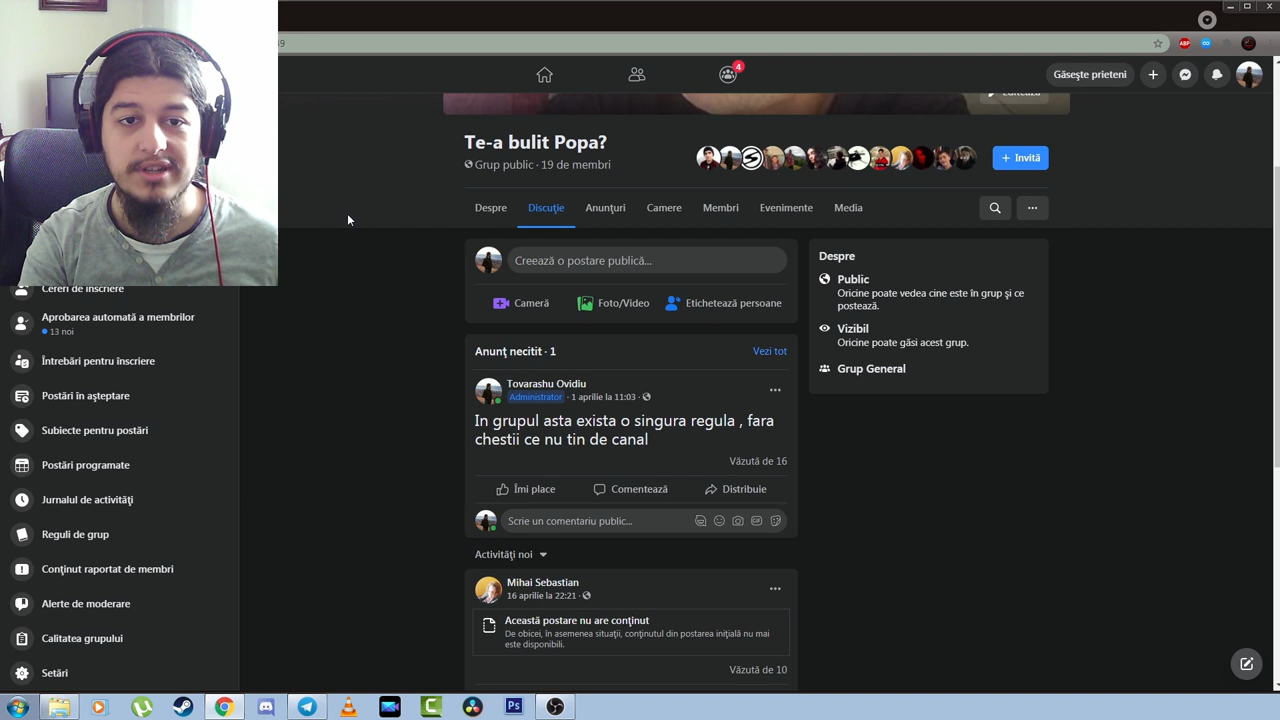 39
4
Găsește prieteni
Editează
Te-a bulit Popa?
Grup public · 19 de membri
+ Invită
Despre
Discuție
Anunțuri
Camere
Membri
Evenimente
Media
Creează o postare publică...
Cameră
Foto/Video
Etichetează persoane
Despre
Public
Oricine poate vedea cine este în grup și ce
postează.
Vizibil
Oricine poate găsi acest grup.
Grup General
Anunț necitit · 1
Vezi tot
Tovarashu Ovidiu
Administrator · 1 aprilie la 11:03 ·
In grupul asta exista o singura regula , fara
chestii ce nu tin de canal
Văzută de 16
Îmi place
Comentează
Distribuie
Scrie un comentariu public...
GIF
Activități noi
Mihai Sebastian
16 aprilie la 22:21 ·
Această postare nu are conținut
De obicei, în asemenea situații, conținutul din postarea inițială nu mai
este disponibili.
Văzută de 10
Cereri de înscriere
Aprobarea automată a membrilor
13 noi
Întrebări pentru înscriere
Postări în așteptare
Subiecte pentru postări
Postări programate
Jurnalul de activități
Reguli de grup
Conținut raportat de membri
Alerte de moderare
Calitatea grupului
Setări
ABP
Ps